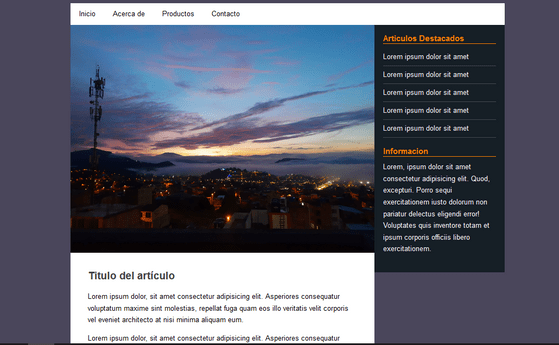 Inicio Acerca de Productos Contacto
Articulos Destacados
Lorem ipsum dolor sit amet
Lorem ipsum dolor sit amet
Lorem ipsum dolor sit amet
Lorem ipsum dolor sit amet
Lorem ipsum dolor sit amet
Informacion
Lorem, ipsum dolor sit amet
consectetur adipisicing elit. Quod,
excepturi. Porro sequi
exercitationem iusto dolorum non
pariatur delectus eligendi error!
Voluptates quis inventore totam et
ipsum corporis officiis libero
exercitationem.
Titulo del artículo
Lorem ipsum dolor, sit amet consectetur adipisicing elit. Asperiores consequatur
voluptatum maxime sint molestias, repellat fuga quam eos illo veritatis velit corporis
vel eveniet architecto at nisi minima aliquam eum.
Lorem ipsum dolor, sit amet consectetur adipisicing elit. Asperiores consequatur